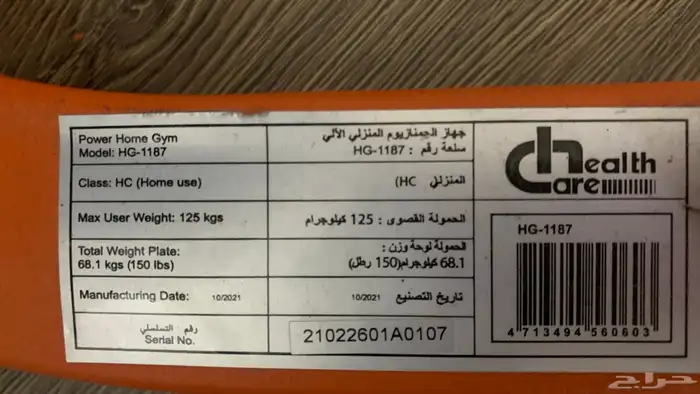 Power Home Gym
Model: HG-1187
جهاز الجمنازيوم المنزلي الآلي
سلعة رقم : HG-1187
Class: HC (Home use)
المنزلي HC)
Max User Weight: 125 kgs
الحمولة القصوى : 125 كيلوجرام
Total Weight Plate:
68.1 kgs (150 lbs)
الحمولة لوحة وزن :
68.1 كيلوجرام(150 رطل)
Manufacturing Date: 10/2021
تاريخ التصنيع 10/2021
رقم التسلسلي :
Serial No.
21022601A0107
Health
Care
HG-1187
4 713494 560603
حراج